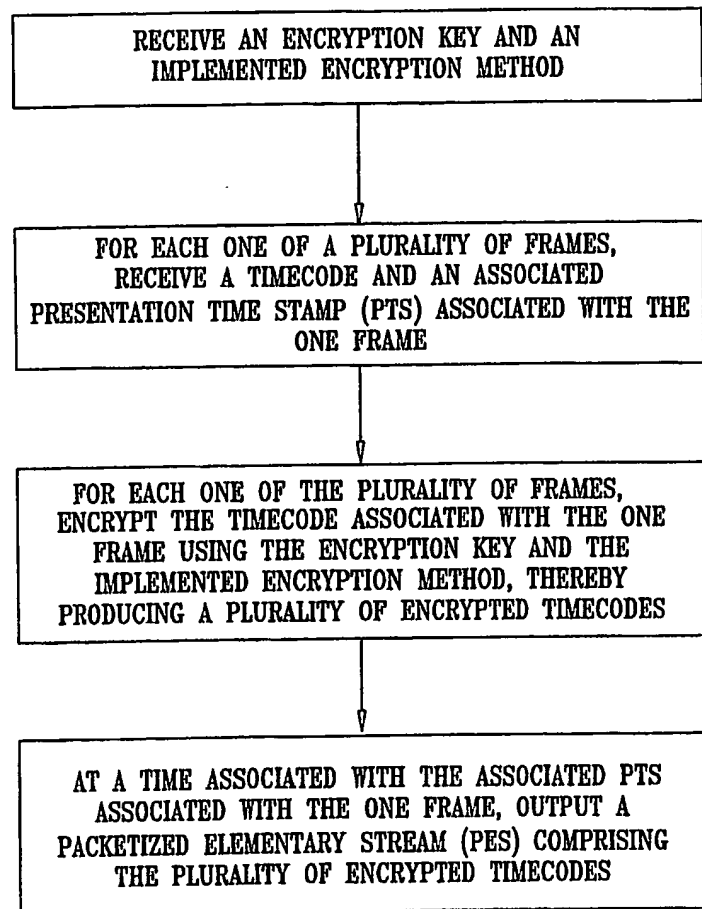 RECEIVE AN ENCRYPTION KEY AND AN
IMPLEMENTED ENCRYPTION METHOD
FOR EACH ONE OF A PLURALITY OF FRAMES,
RECEIVE A TIMECODE AND AN ASSOCIATED
PRESENTATION TIME STAMP (PTS) ASSOCIATED WITH THE
ONE FRAME
FOR EACH ONE OF THE PLURALITY OF FRAMES,
ENCRYPT THE TIMECODE ASSOCIATED WITH THE ONE
FRAME USING THE ENCRYPTION KEY AND THE
IMPLEMENTED ENCRYPTION METHOD, THEREBY
PRODUCING A PLURALITY OF ENCRYPTED TIMECODES
AT A TIME ASSOCIATED WITH THE ASSOCIATED PTS
ASSOCIATED WITH THE ONE FRAME, OUTPUT A
PACKETIZED ELEMENTARY STREAM (PES) COMPRISING
THE PLURALITY OF ENCRYPTED TIMECODES